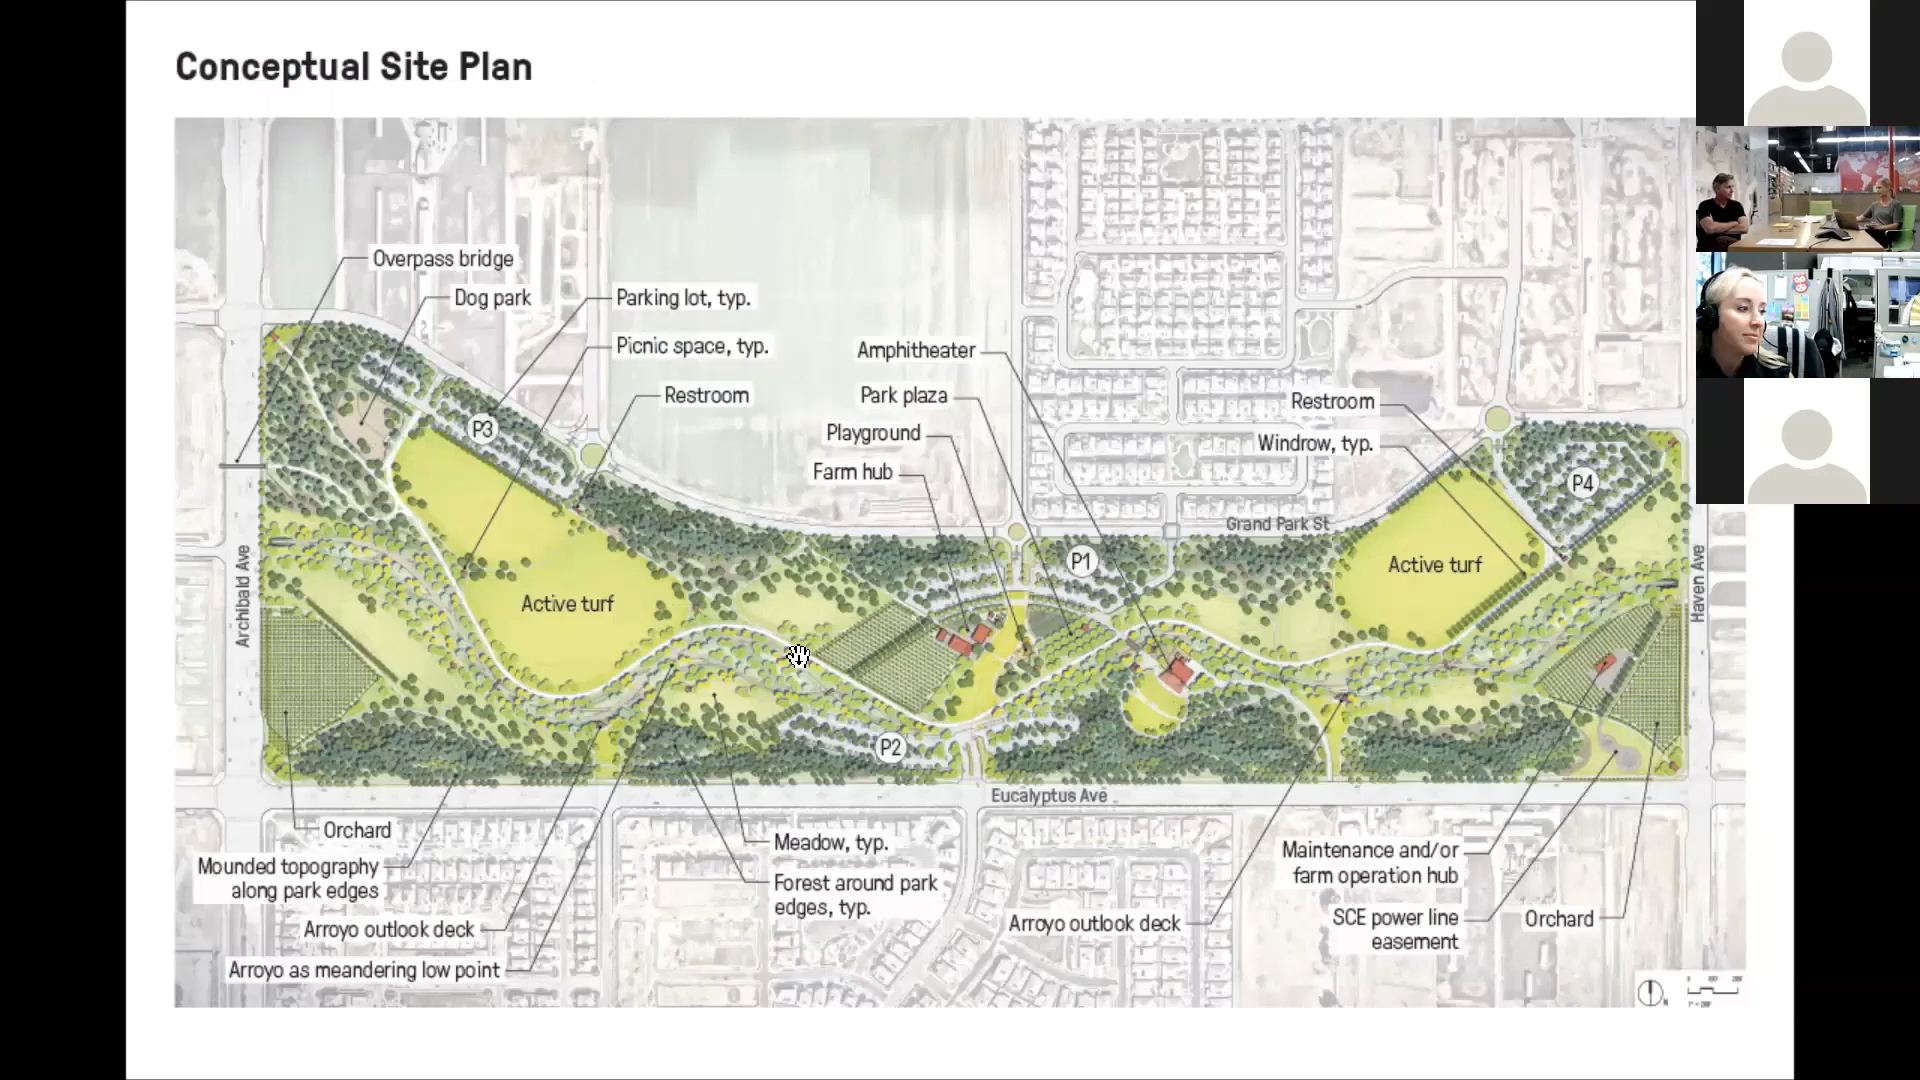 Conceptual Site Plan
Overpass bridge
Dog park
Parking lot, typ.
Picnic space, typ.
Restroom
Amphitheater
Park plaza
Playground
Farm hub
Restroom
Windrow, typ.
P3
P4
P1
P2
Grand Park St
Active turf
Active turf
Archibald Ave
Haven Ave
Eucalyptus Ave
Orchard
Mounded topography
along park edges
Arroyo outlook deck
Arroyo as meandering low point
Meadow, typ.
Forest around park
edges, typ.
Arroyo outlook deck
Maintenance and/or
farm operation hub
SCE power line
easement
Orchard
N